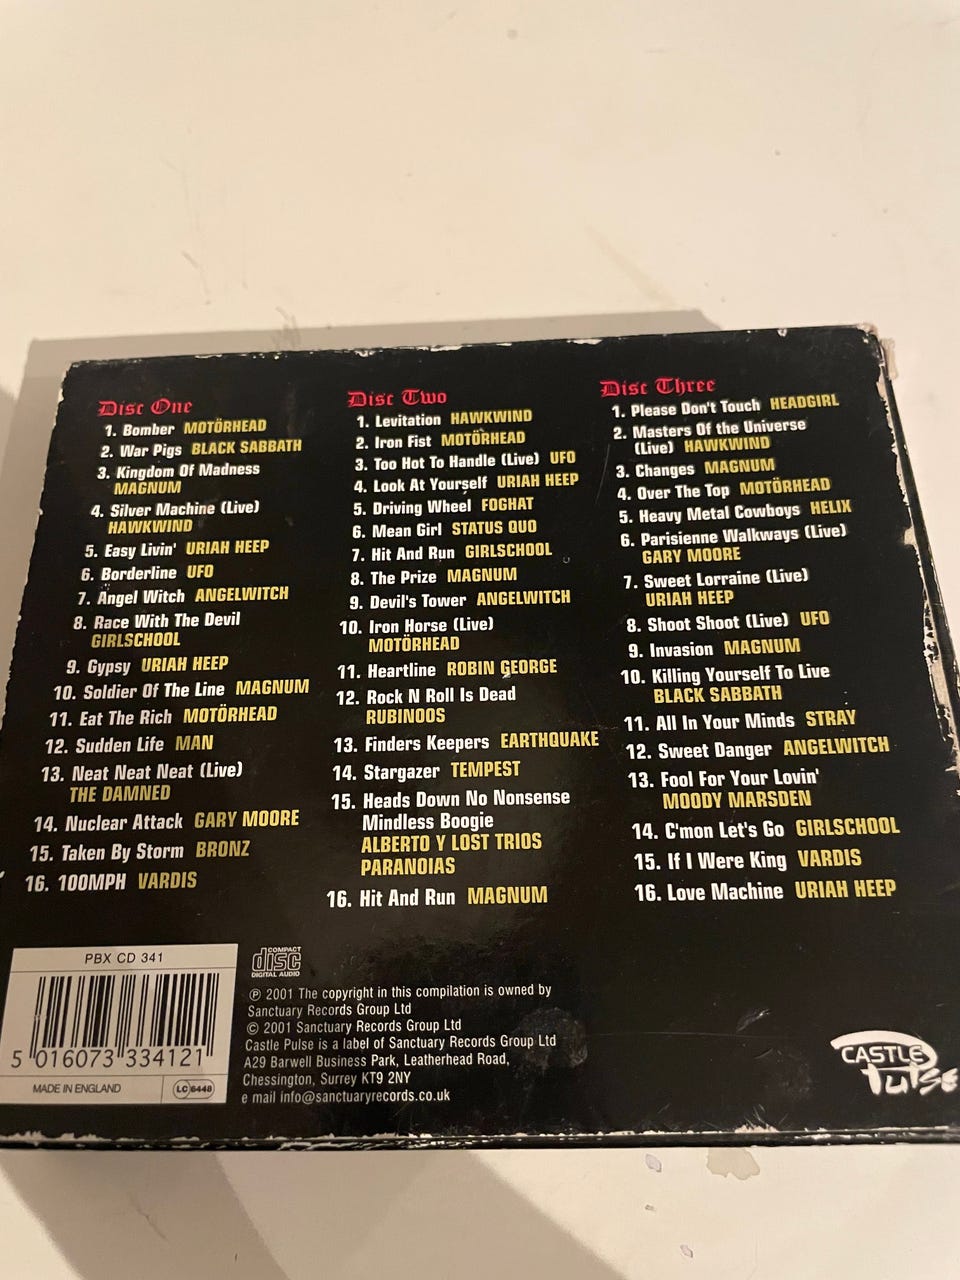 Disc One
1. Bomber MOTÖRHEAD
2. War Pigs BLACK SABBATH
3. Kingdom Of Madness
MAGNUM
4. Silver Machine (Live)
HAWKWIND
5. Easy Livin' URIAH HEEP
6. Borderline UFO
7. Angel Witch ANGELWITCH
8. Race With The Devil
GIRLSCHOOL
9. Gypsy URIAH HEEP
10. Soldier Of The Line MAGNUM
11. Eat The Rich MOTÖRHEAD
12. Sudden Life MAN
13. Neat Neat Neat (Live)
THE DAMNED
14. Nuclear Attack GARY MOORE
15. Taken By Storm BRONZ
16. 100MPH VARDIS
Disc Two
1. Levitation HAWKWIND
2. Iron Fist MOTÖRHEAD
3. Too Hot To Handle (Live) UFO
4. Look At Yourself URIAH HEEP
5. Driving Wheel FOGHAT
6. Mean Girl STATUS QUO
7. Hit And Run GIRLSCHOOL
8. The Prize MAGNUM
9. Devil's Tower ANGELWITCH
10. Iron Horse (Live)
MOTÖRHEAD
11. Heartline ROBIN GEORGE
12. Rock N Roll Is Dead
RUBINOOS
13. Finders Keepers EARTHQUAKE
14. Stargazer TEMPEST
15. Heads Down No Nonsense
Mindless Boogie
ALBERTO Y LOST TRIOS
PARANOIAS
16. Hit And Run MAGNUM
Disc Three
1. Please Don't Touch HEADGIRL
2. Masters Of the Universe
(Live) HAWKWIND
3. Changes MAGNUM
4. Over The Top MOTÖRHEAD
5. Heavy Metal Cowboys HELIX
6. Parisienne Walkways (Live)
GARY MOORE
7. Sweet Lorraine (Live)
URIAH HEEP
8. Shoot Shoot (Live) UFO
9. Invasion MAGNUM
10. Killing Yourself To Live
BLACK SABBATH
11. All In Your Minds STRAY
12. Sweet Danger ANGELWITCH
13. Fool For Your Lovin'
MOODY MARSDEN
14. C'mon Let's Go GIRLSCHOOL
15. If I Were King VARDIS
16. Love Machine URIAH HEEP
PBX CD 341
5 016073 334121
MADE IN ENGLAND
LC 6448
COMPACT
disc
DIGITAL AUDIO
℗ 2001 The copyright in this compilation is owned by
Sanctuary Records Group Ltd
© 2001 Sanctuary Records Group Ltd
Castle Pulse is a label of Sanctuary Records Group Ltd
A29 Barwell Business Park, Leatherhead Road,
Chessington, Surrey KT9 2NY
e mail info@sanctuaryrecords.co.uk
CASTLE
Pulse